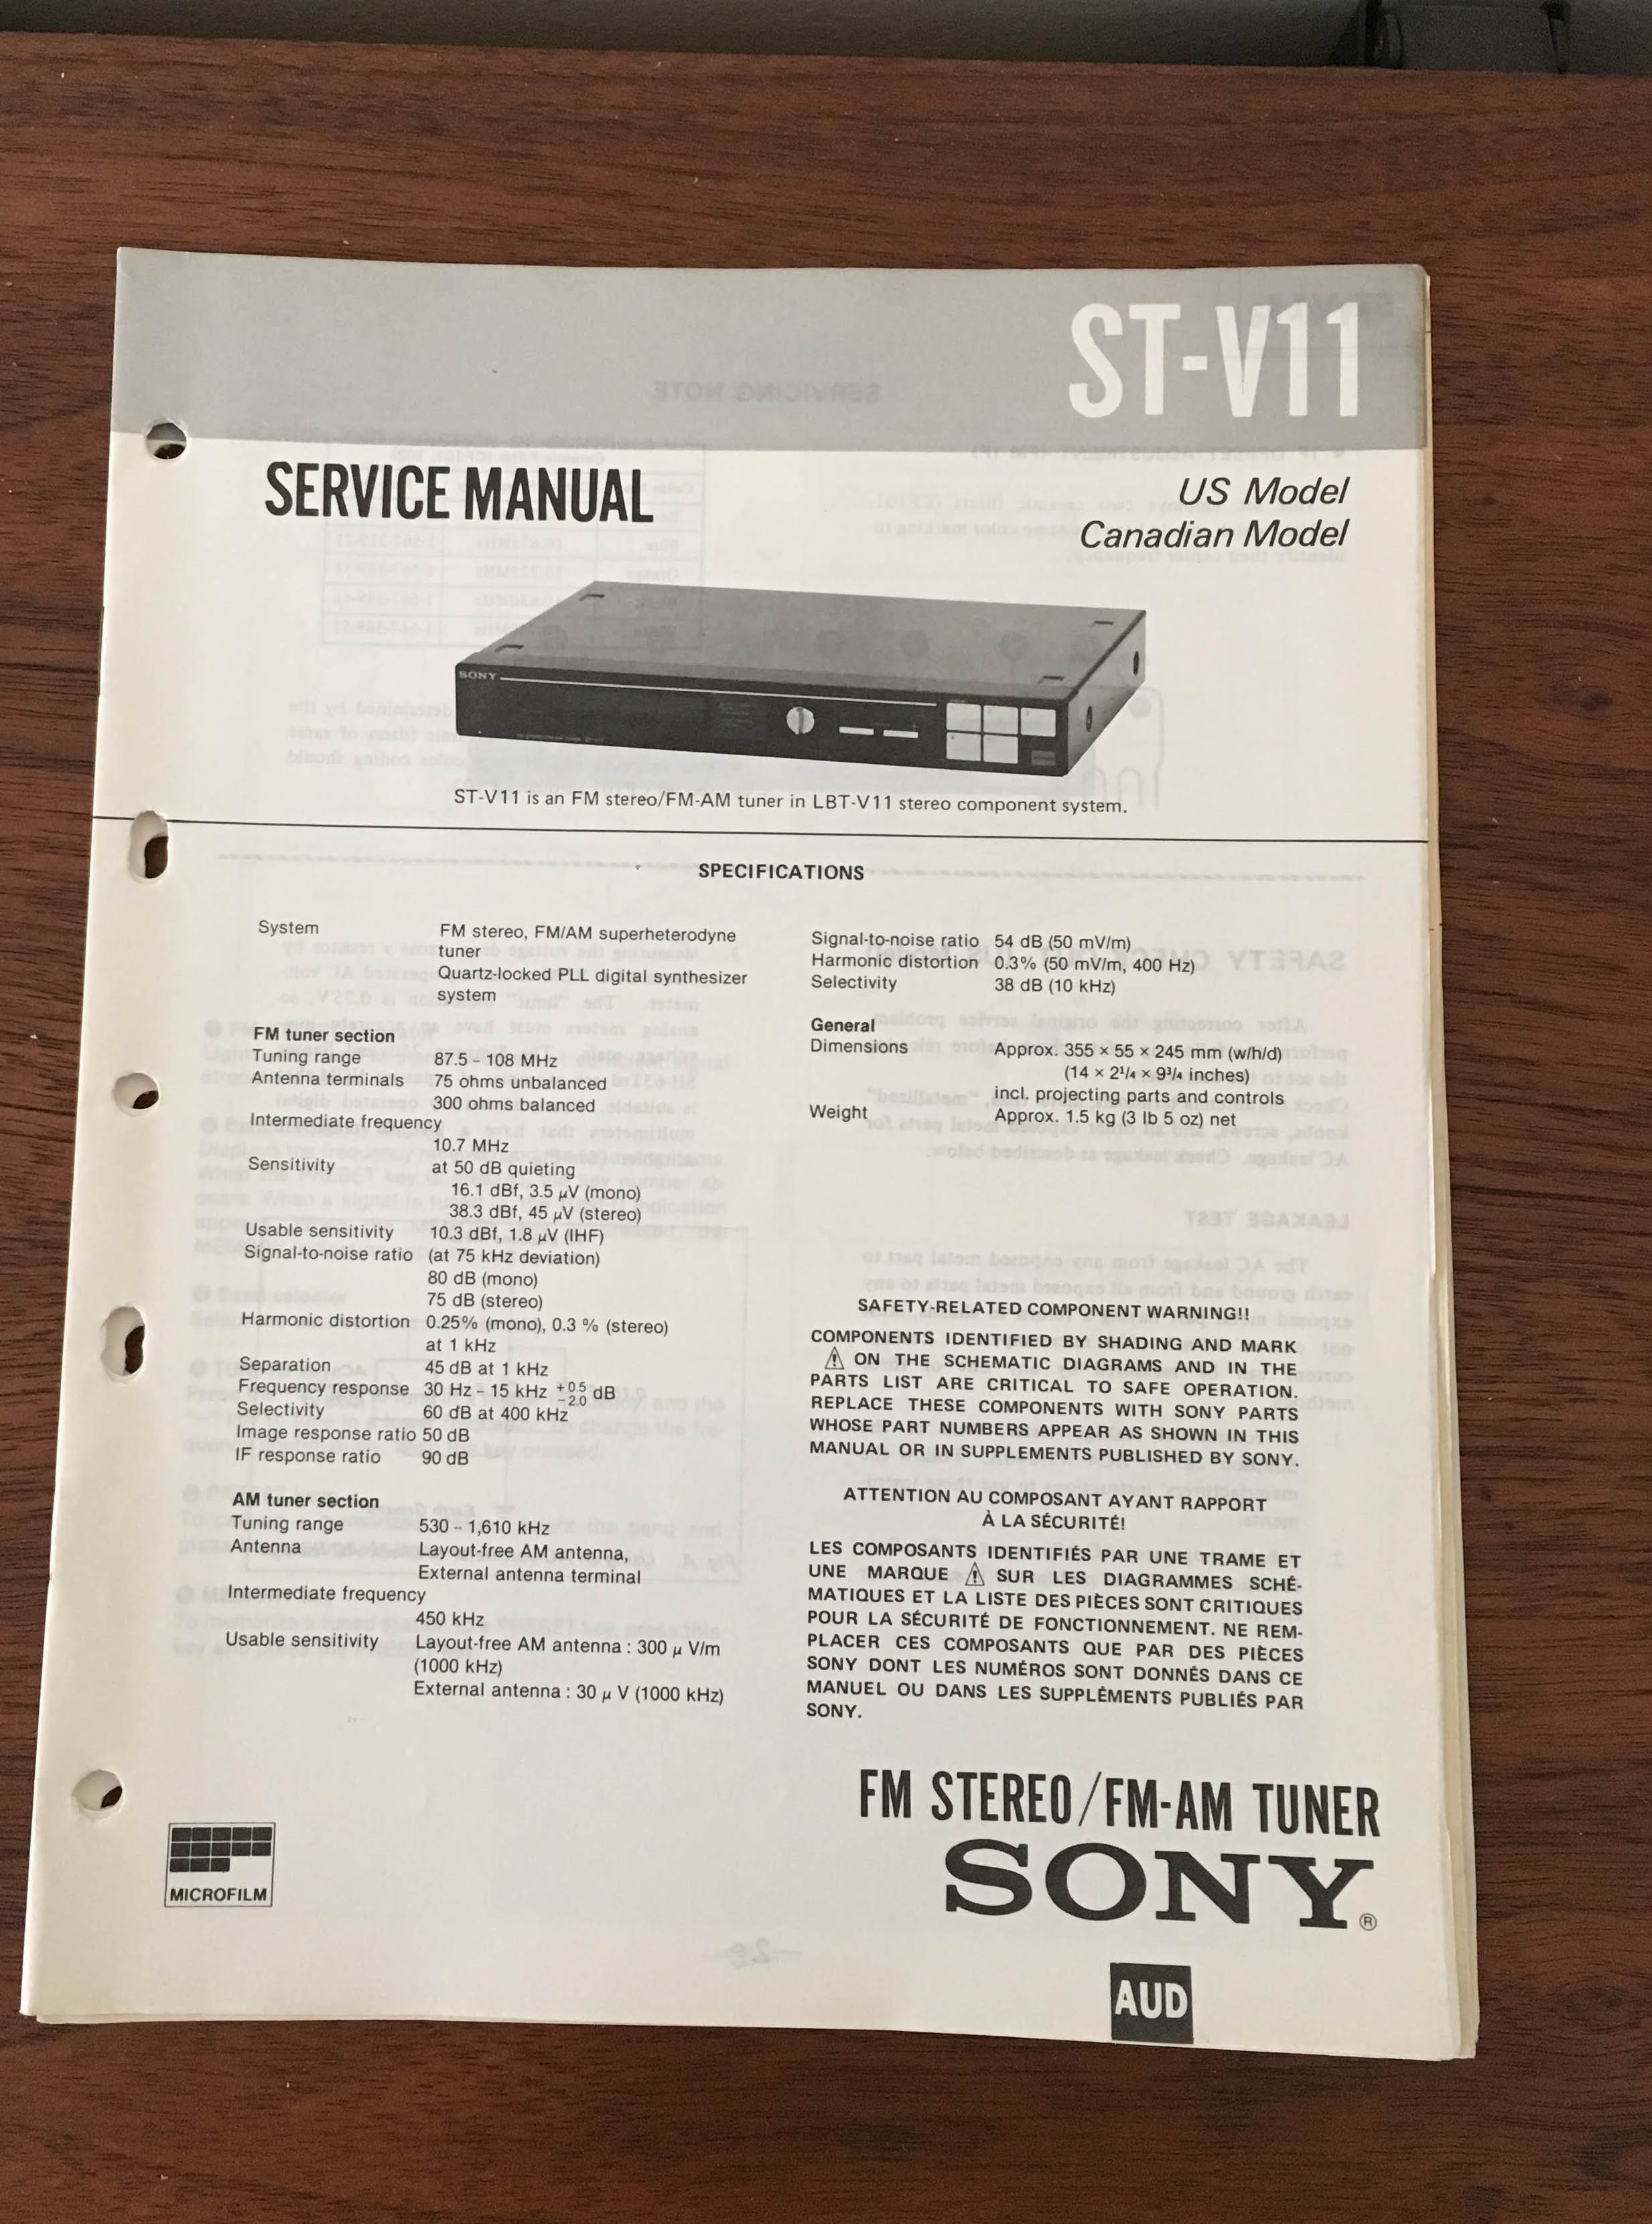 ST-V11
SERVICE MANUAL
US Model
Canadian Model
SONY
ST-V11 is an FM stereo/FM-AM tuner in LBT-V11 stereo component system.
SPECIFICATIONS
System FM stereo, FM/AM superheterodyne
tuner
Quartz-locked PLL digital synthesizer
system
FM tuner section
Tuning range 87.5 – 108 MHz
Antenna terminals 75 ohms unbalanced
300 ohms balanced
Intermediate frequency
10.7 MHz
Sensitivity at 50 dB quieting
16.1 dBf, 3.5 µV (mono)
38.3 dBf, 45 µV (stereo)
Usable sensitivity 10.3 dBf, 1.8 µV (IHF)
Signal-to-noise ratio (at 75 kHz deviation)
80 dB (mono)
75 dB (stereo)
Harmonic distortion 0.25% (mono), 0.3 % (stereo)
at 1 kHz
Separation 45 dB at 1 kHz
Frequency response 30 Hz – 15 kHz +0.5 −2.0 dB
Selectivity 60 dB at 400 kHz
Image response ratio 50 dB
IF response ratio 90 dB
AM tuner section
Tuning range 530 – 1,610 kHz
Antenna Layout-free AM antenna,
External antenna terminal
Intermediate frequency
450 kHz
Usable sensitivity Layout-free AM antenna : 300 µ V/m
(1000 kHz)
External antenna : 30 µ V (1000 kHz)
Signal-to-noise ratio 54 dB (50 mV/m)
Harmonic distortion 0.3% (50 mV/m, 400 Hz)
Selectivity 38 dB (10 kHz)
General
Dimensions Approx. 355 × 55 × 245 mm (w/h/d)
(14 × 2¹/₄ × 9³/₄ inches)
incl. projecting parts and controls
Weight Approx. 1.5 kg (3 lb 5 oz) net
SAFETY-RELATED COMPONENT WARNING!!
COMPONENTS IDENTIFIED BY SHADING AND MARK
⚠ ON THE SCHEMATIC DIAGRAMS AND IN THE
PARTS LIST ARE CRITICAL TO SAFE OPERATION.
REPLACE THESE COMPONENTS WITH SONY PARTS
WHOSE PART NUMBERS APPEAR AS SHOWN IN THIS
MANUAL OR IN SUPPLEMENTS PUBLISHED BY SONY.
ATTENTION AU COMPOSANT AYANT RAPPORT
À LA SÉCURITÉ!
LES COMPOSANTS IDENTIFIÉS PAR UNE TRAME ET
UNE MARQUE ⚠ SUR LES DIAGRAMMES SCHÉ-
MATIQUES ET LA LISTE DES PIÈCES SONT CRITIQUES
POUR LA SÉCURITÉ DE FONCTIONNEMENT. NE REM-
PLACER CES COMPOSANTS QUE PAR DES PIÈCES
SONY DONT LES NUMÉROS SONT DONNÉS DANS CE
MANUEL OU DANS LES SUPPLÉMENTS PUBLIÉS PAR
SONY.
MICROFILM
FM STEREO/FM-AM TUNER
SONY®
AUD